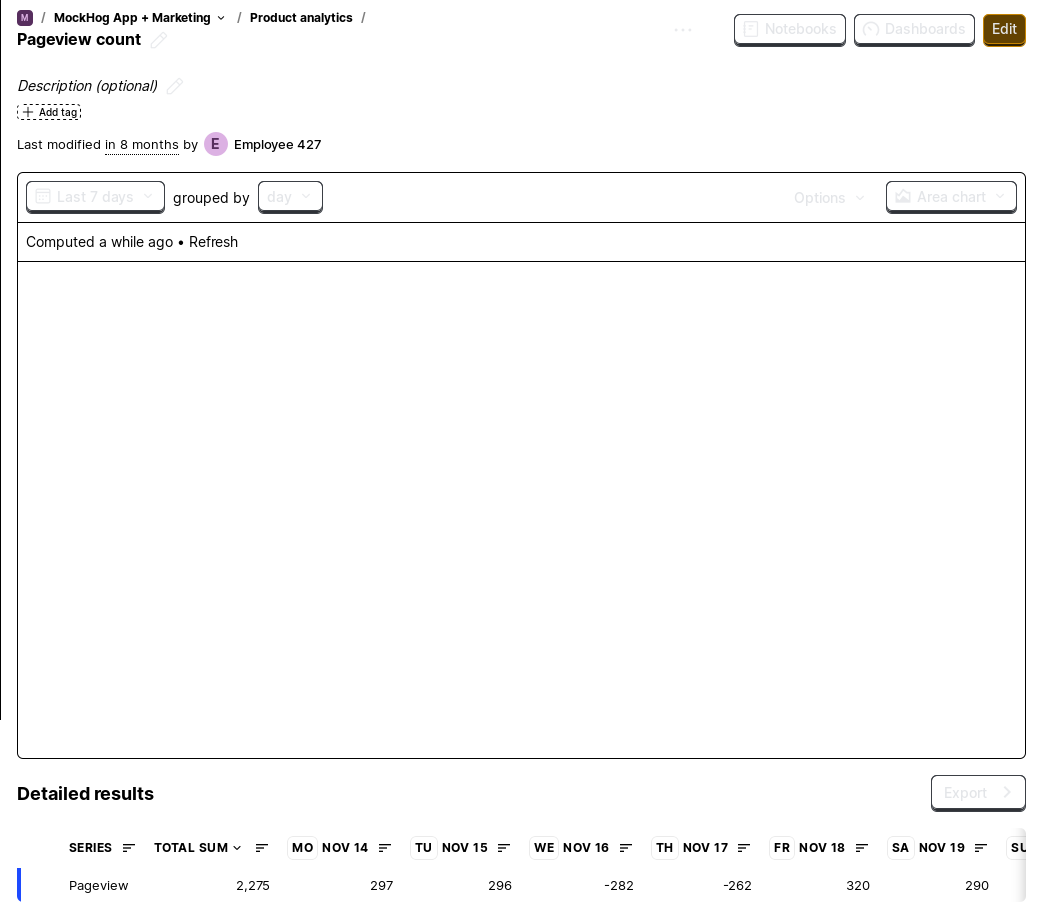 M / MockHog App + Marketing / Product analytics /
Pageview count
Notebooks Dashboards Edit
Description (optional)
Add tag
Last modified in 8 months by E Employee 427
Last 7 days grouped by day Options Area chart
Computed a while ago • Refresh
Detailed results
Export
SERIES TOTAL SUM MO NOV 14 TU NOV 15 WE NOV 16 TH NOV 17 FR NOV 18 SA NOV 19 SU
Pageview 2,275 297 296 -282 -262 320 290